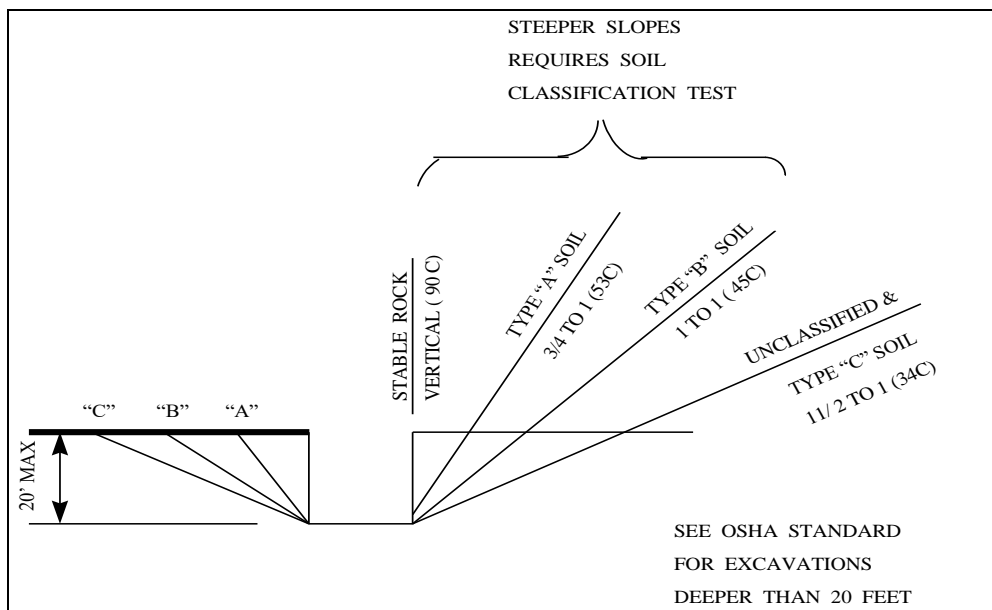 STEEPER SLOPES
REQUIRES SOIL
CLASSIFICATION TEST
STABLE ROCK
VERTICAL ( 90 C)
TYPE “A” SOIL
3/4 TO 1 (53C)
TYPE “B” SOIL
1 TO 1 ( 45C)
UNCLASSIFIED &
TYPE “C” SOIL
11/ 2 TO 1 (34C)
“C” “B” “A”
20’ MAX
SEE OSHA STANDARD
FOR EXCAVATIONS
DEEPER THAN 20 FEET